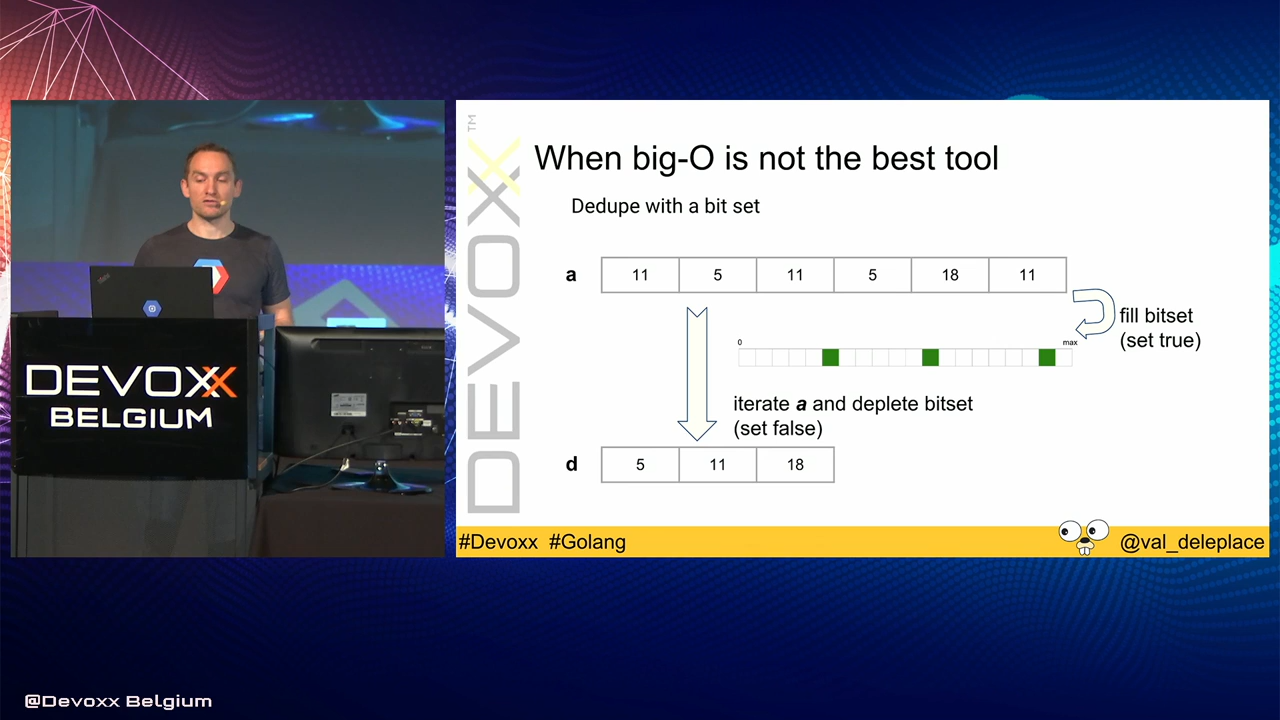 DEVOXX™
When big-O is not the best tool
Dedupe with a bit set
a
11 5 11 5 18 11
fill bitset
(set true)
0 max
iterate a and deplete bitset
(set false)
d
5 11 18
#Devoxx #Golang
@val_deleplace
DEVOXX
BELGIUM
@Devoxx Belgium